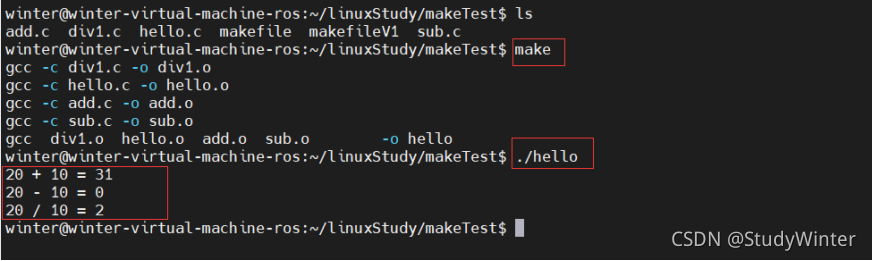 winter@winter-virtual-machine-ros:~/linuxStudy/makeTest$ ls
add.c  div1.c  hello.c  makefile  makefileV1  sub.c
winter@winter-virtual-machine-ros:~/linuxStudy/makeTest$ make
gcc -c div1.c -o div1.o
gcc -c hello.c -o hello.o
gcc -c add.c -o add.o
gcc -c sub.c -o sub.o
gcc  div1.o  hello.o  add.o  sub.o        -o hello
winter@winter-virtual-machine-ros:~/linuxStudy/makeTest$ ./hello
20 + 10 = 31
20 - 10 = 0
20 / 10 = 2
winter@winter-virtual-machine-ros:~/linuxStudy/makeTest$
CSDN @StudyWinter